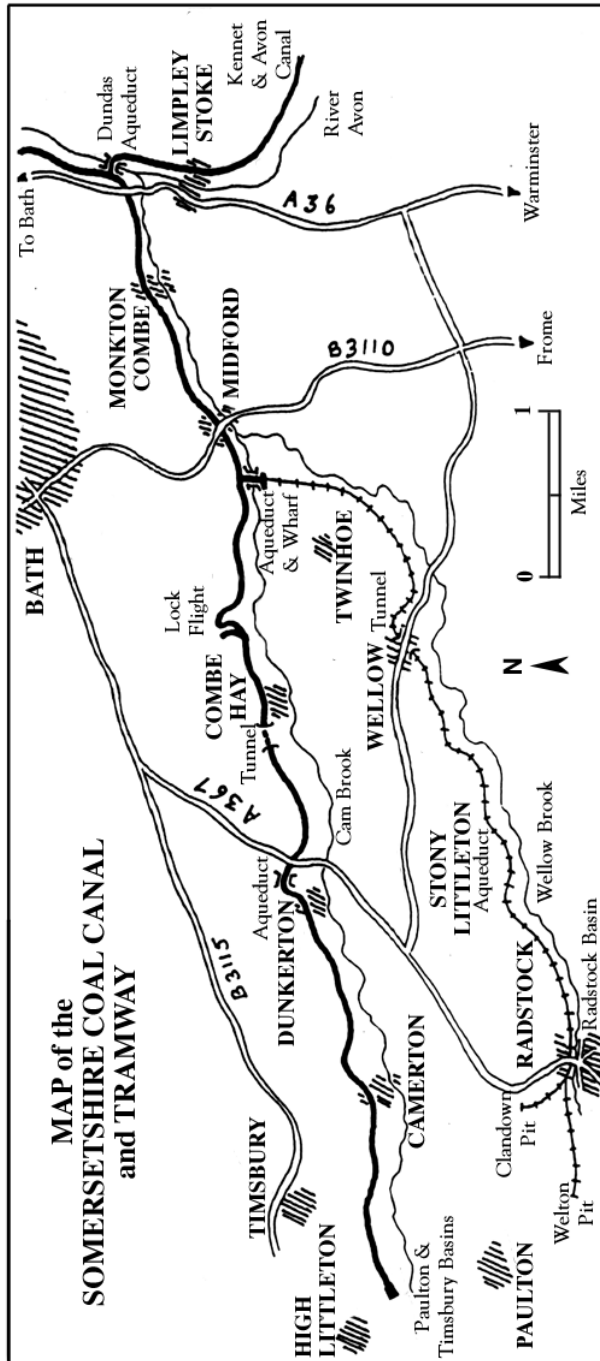 MAP of the
SOMERSETSHIRE COAL CANAL
and TRAMWAY
BATH
To Bath
Dundas
Aqueduct
LIMPLEY
STOKE
Kennet
& Avon
Canal
River
Avon
A36
Warminster
MONKTON
COMBE
MIDFORD
B3110
Frome
Lock
Flight
Aqueduct
& Wharf
TWINHOE
COMBE
HAY
Tunnel
A367
B3115
Cam Brook
WELLOW
Tunnel
N
0
1
Miles
Aqueduct
DUNKERTON
STONY
LITTLETON
Aqueduct
Wellow Brook
TIMSBURY
CAMERTON
RADSTOCK
Radstock Basin
Clandown
Pit
Welton
Pit
HIGH
LITTLETON
Paulton &
Timsbury Basins
PAULTON